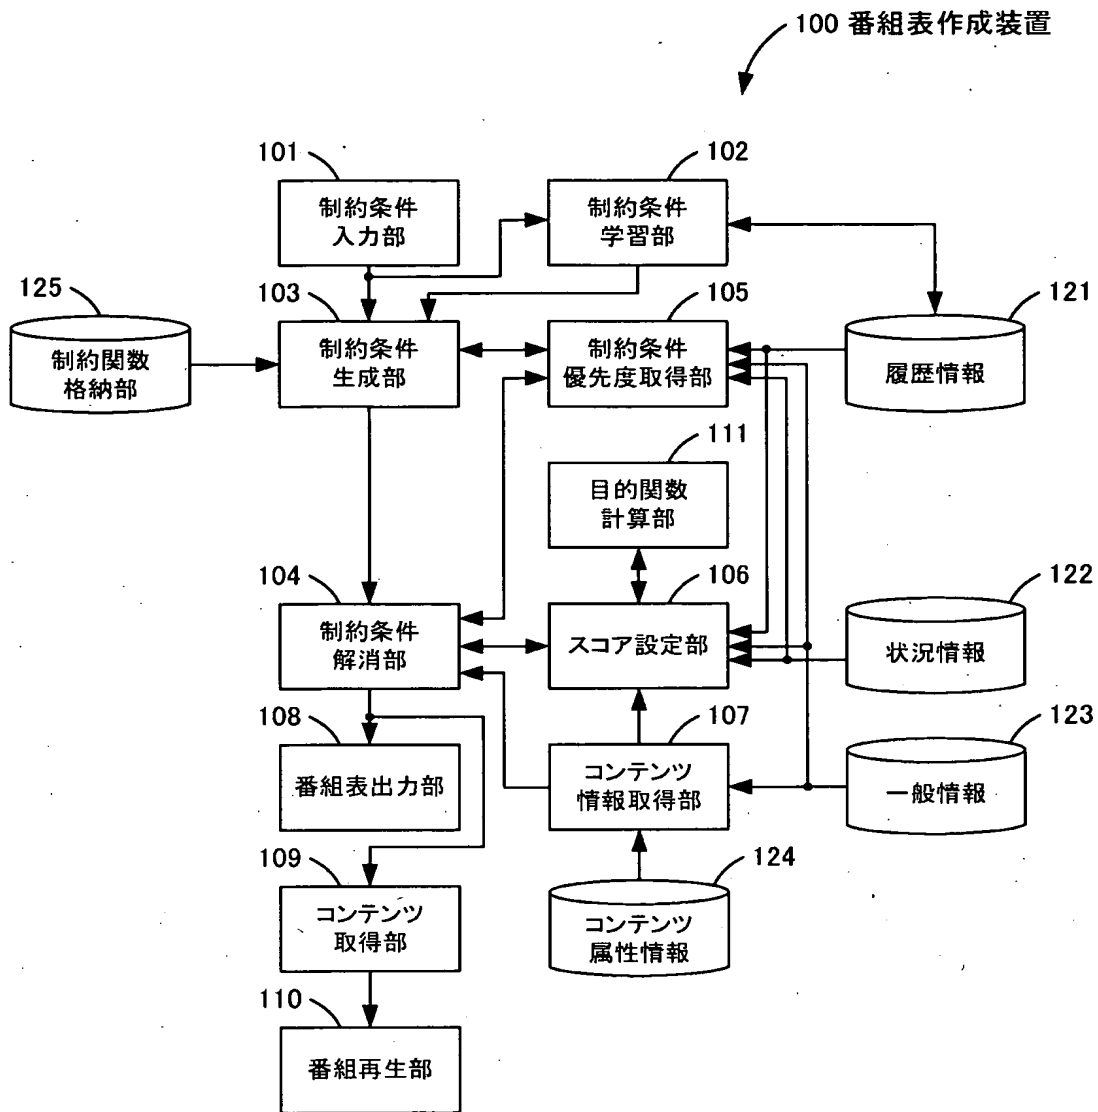 100 番組表作成装置
101
制約条件
入力部
102
制約条件
学習部
125
制約関数
格納部
103
制約条件
生成部
105
制約条件
優先度取得部
121
履歴情報
111
目的関数
計算部
104
制約条件
解消部
106
スコア設定部
122
状況情報
108
番組表出力部
107
コンテンツ
情報取得部
123
一般情報
109
コンテンツ
取得部
124
コンテンツ
属性情報
110
番組再生部